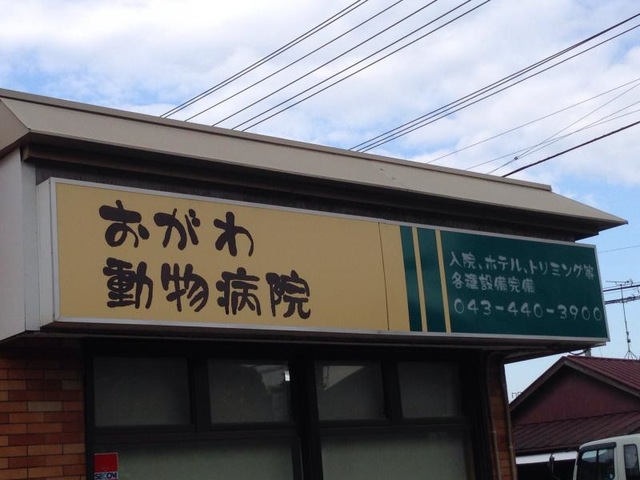 おがわ
動物病院
入院、ホテル、トリミング等
各種設備完備
043-440-3900